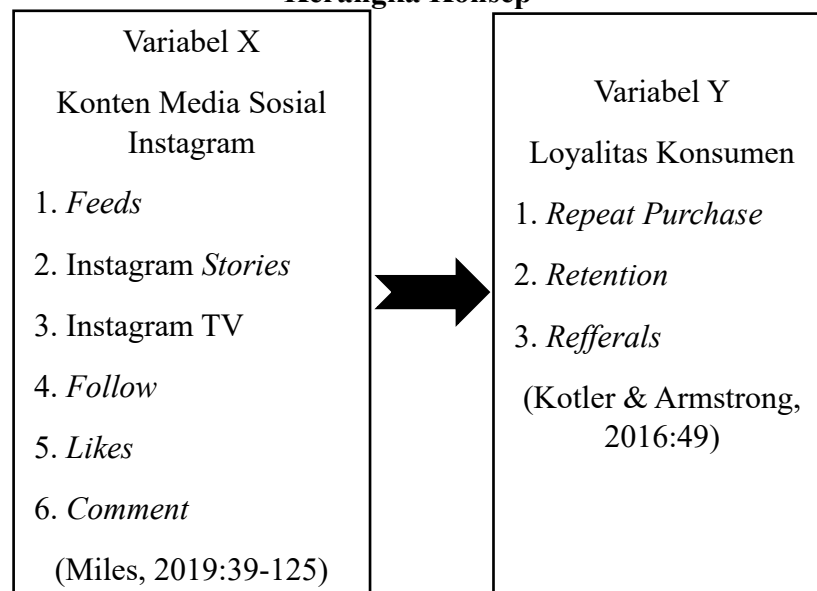 Kerangka Konsep
Variabel X
Konten Media Sosial
Instagram
1. Feeds
2. Instagram Stories
3. Instagram TV
4. Follow
5. Likes
6. Comment
(Miles, 2019:39-125)
Variabel Y
Loyalitas Konsumen
1. Repeat Purchase
2. Retention
3. Refferals
(Kotler & Armstrong,
2016:49)